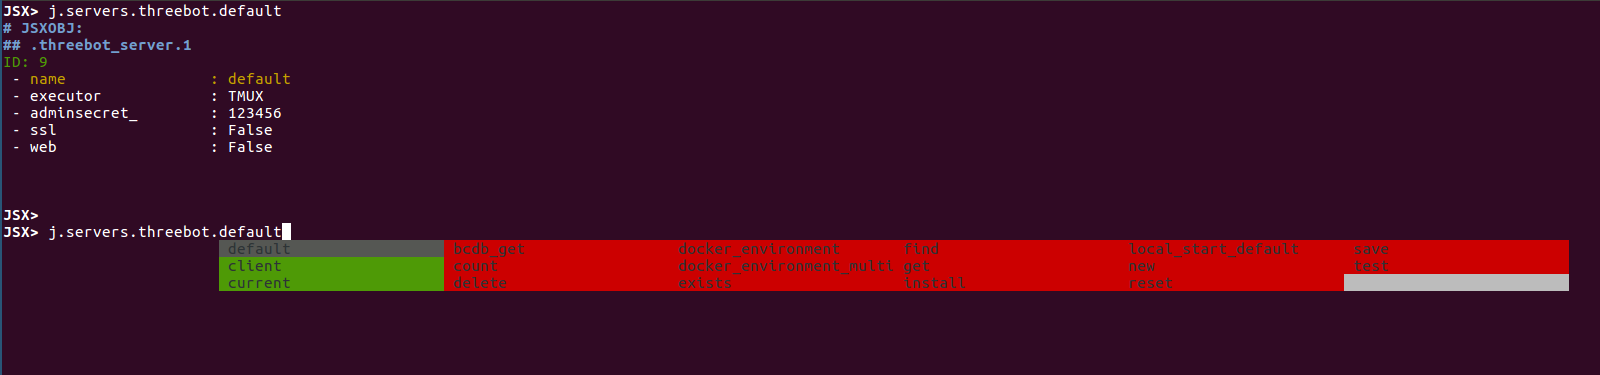 JSX> j.servers.threebot.default
# JSXOBJ:
## .threebot_server.1
ID: 9
 - name                : default
 - executor            : TMUX
 - adminsecret_        : 123456
 - ssl                 : False
 - web                 : False
JSX>
JSX> j.servers.threebot.default
default bcdb_get docker_environment find local_start_default save
client count docker_environment_multi get new test
current delete exists install reset